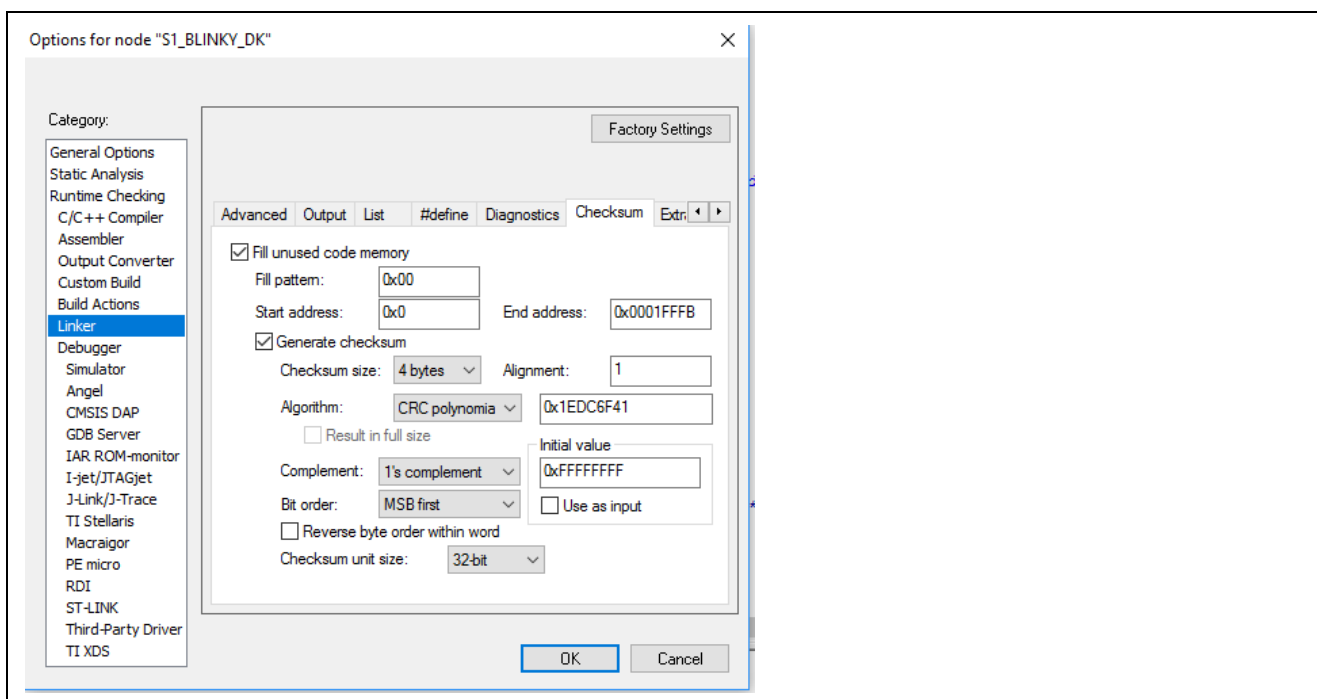 Options for node "S1_BLINKY_DK"
Category:
General Options
Static Analysis
Runtime Checking
C/C++ Compiler
Assembler
Output Converter
Custom Build
Build Actions
Linker
Debugger
Simulator
Angel
CMSIS DAP
GDB Server
IAR ROM-monitor
I-jet/JTAGjet
J-Link/J-Trace
TI Stellaris
Macraigor
PE micro
RDI
ST-LINK
Third-Party Driver
TI XDS
Factory Settings
Advanced Output List #define Diagnostics Checksum Extr
Fill unused code memory
Fill pattern: 0x00
Start address: 0x0 End address: 0x0001FFFB
Generate checksum
Checksum size: 4 bytes Alignment: 1
Algorithm: CRC polynomia 0x1EDC6F41
Result in full size
Initial value
Complement: 1's complement 0xFFFFFFFF
Bit order: MSB first Use as input
Reverse byte order within word
Checksum unit size: 32-bit
OK Cancel